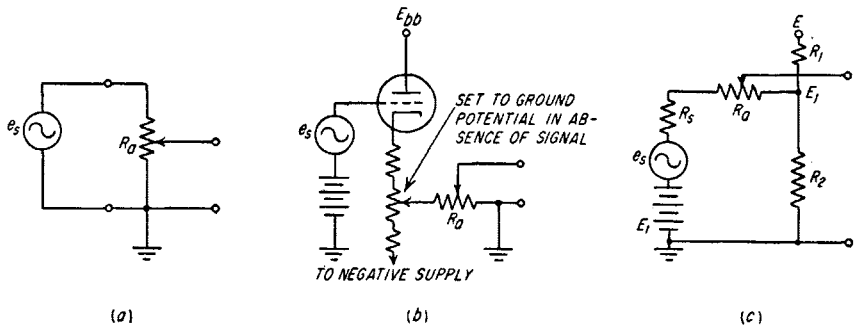 E_bb
E
R_1
SET TO GROUND
POTENTIAL IN AB-
SENCE OF SIGNAL
e_s
R_a
e_s
R_a
R_a
E_1
R_s
e_s
R_2
E_1
TO NEGATIVE SUPPLY
(a)
(b)
(c)